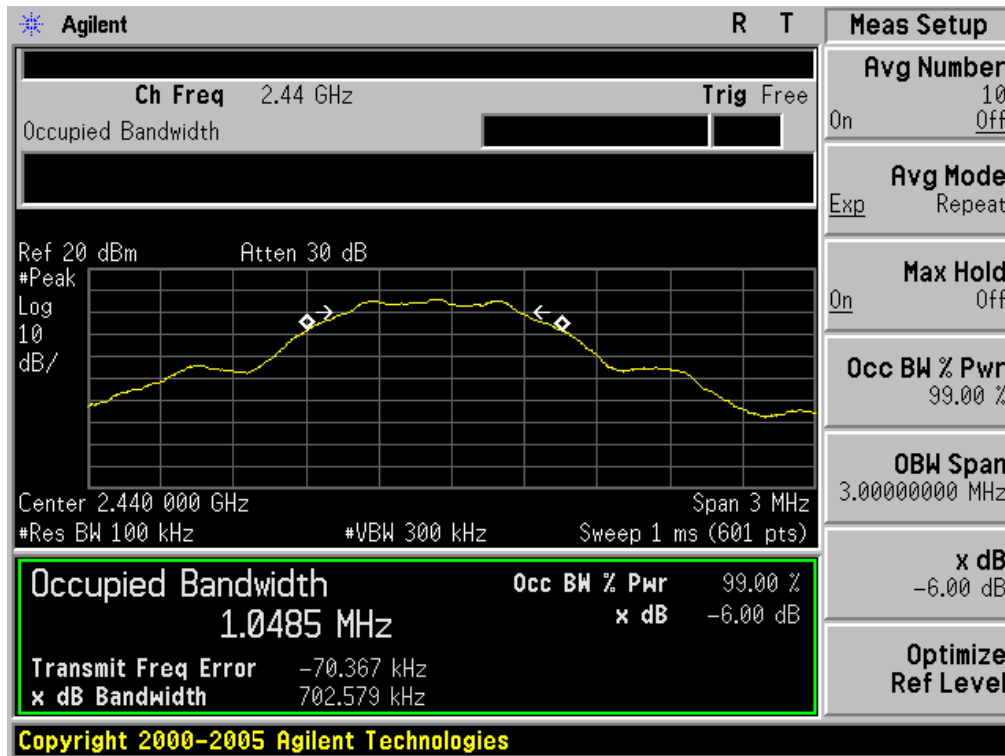 Agilent R T
Ch Freq 2.44 GHz Trig Free
Occupied Bandwidth
Ref 20 dBm Atten 30 dB
#Peak
Log
10
dB/
Center 2.440 000 GHz Span 3 MHz
#Res BW 100 kHz #VBW 300 kHz Sweep 1 ms (601 pts)
Occupied Bandwidth
1.0485 MHz
Occ BW % Pwr 99.00 %
x dB -6.00 dB
Transmit Freq Error -70.367 kHz
x dB Bandwidth 702.579 kHz
Copyright 2000-2005 Agilent Technologies
Meas Setup
Avg Number
10
On Off
Avg Mode
Exp Repeat
Max Hold
On Off
Occ BW % Pwr
99.00 %
OBW Span
3.00000000 MHz
x dB
-6.00 dB
Optimize
Ref Level